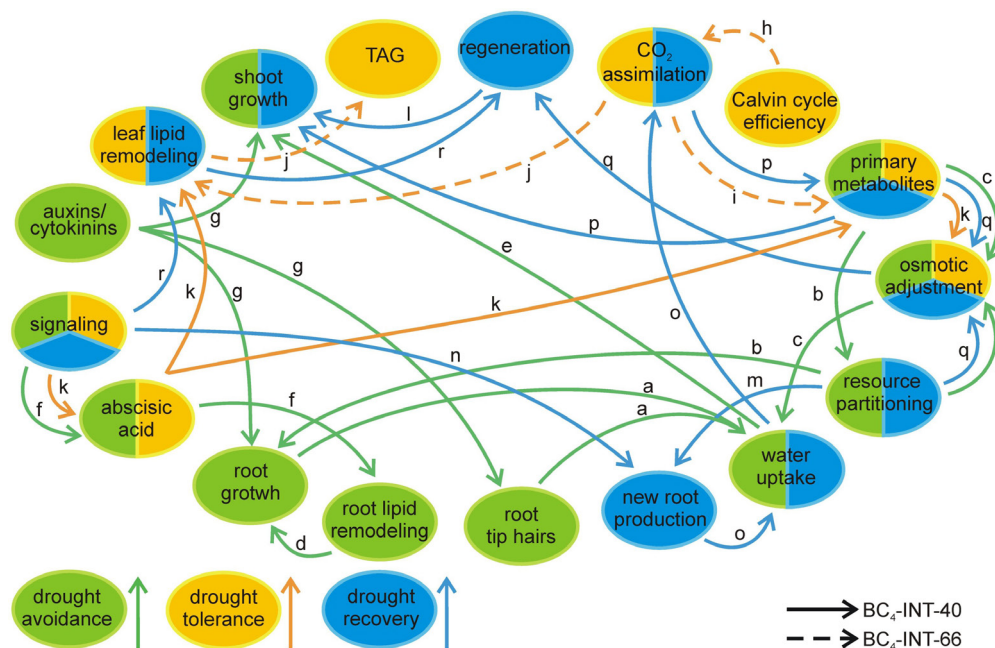 TAG
regeneration
CO2
assimilation
h
shoot
growth
Calvin cycle
efficiency
l
leaf lipid
remodeling
j
r
j
q
p
i
primary
metabolites
c
k
q
auxins/
cytokinins
g
g
g
p
e
osmotic
adjustment
r
k
k
b
o
c
signaling
n
b
q
f
k
abscisic
acid
f
a
a
m
resource
partitioning
root
grotwh
root lipid
remodeling
d
root
tip hairs
new root
production
o
water
uptake
drought
avoidance
drought
tolerance
drought
recovery
BC4-INT-40
BC4-INT-66